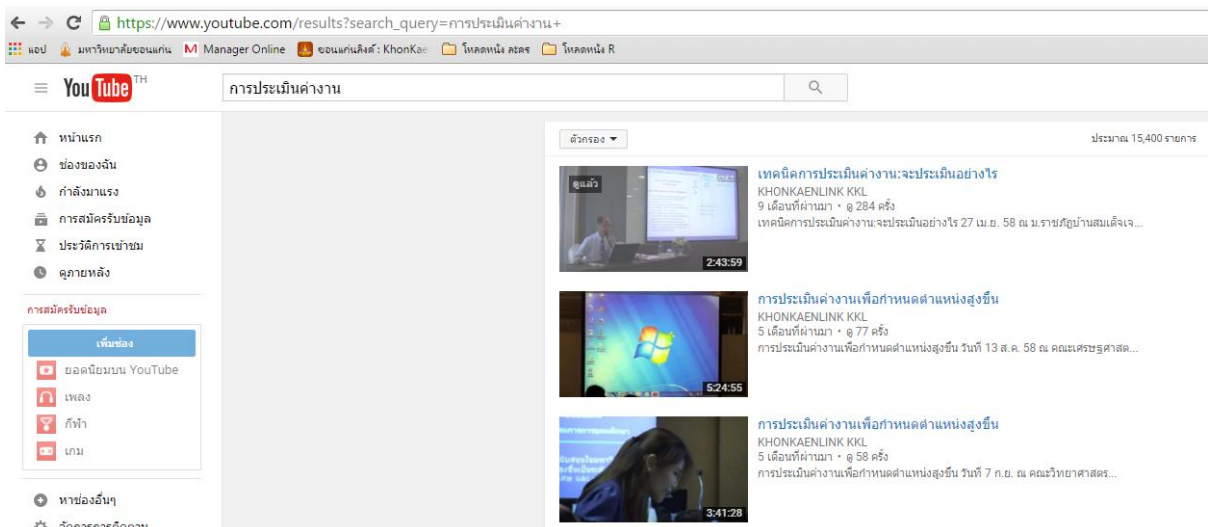 https://www.youtube.com/results?search_query=การประเมินค่างาน+
แอป มหาวิทยาลัยขอนแก่น Manager Online ขอนแก่นลิงค์ : KhonKae โหลดหนัง ละคร โหลดหนัง R
YouTube TH
การประเมินค่างาน
หน้าแรก
ช่องของฉัน
กำลังมาแรง
การสมัครรับข้อมูล
ประวัติการเข้าชม
ดูภายหลัง
การสมัครรับข้อมูล
เพิ่มช่อง
ยอดนิยมบน YouTube
เพลง
กีฬา
เกม
หาช่องอื่นๆ
จัดการการติดตาม
ตัวกรอง ประมาณ 15,400 รายการ
ดูแล้ว
2:43:59
เทคนิคการประเมินค่างาน:จะประเมินอย่างไร
KHONKAENLINK KKL
9 เดือนที่ผ่านมา • ดู 284 ครั้ง
เทคนิคการประเมินค่างาน:จะประเมินอย่างไร 27 เม.ย. 58 ณ ม.ราชภัฏบ้านสมเด็จเจ...
5:24:55
การประเมินค่างานเพื่อกำหนดตำแหน่งสูงขึ้น
KHONKAENLINK KKL
5 เดือนที่ผ่านมา • ดู 77 ครั้ง
การประเมินค่างานเพื่อกำหนดตำแหน่งสูงขึ้น วันที่ 13 ส.ค. 58 ณ คณะเศรษฐศาสต...
3:41:28
การประเมินค่างานเพื่อกำหนดตำแหน่งสูงขึ้น
KHONKAENLINK KKL
5 เดือนที่ผ่านมา • ดู 58 ครั้ง
การประเมินค่างานเพื่อกำหนดตำแหน่งสูงขึ้น วันที่ 7 ก.ย. ณ คณะวิทยาศาสตร...